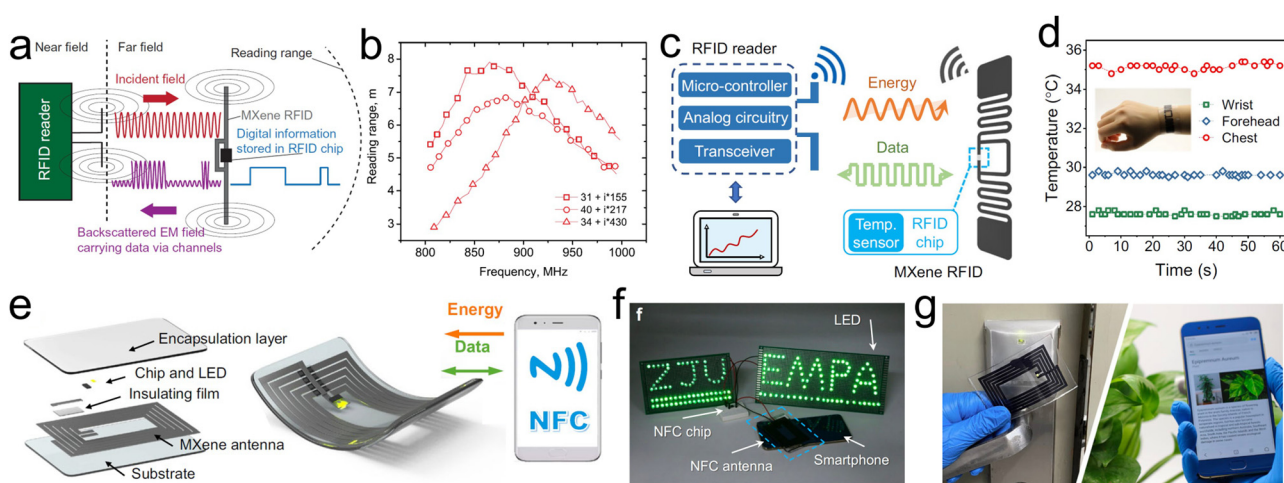 a
Near field
Far field
Reading range
Incident field
MXene RFID
Digital information
stored in RFID chip
RFID reader
Backscattered EM field
carrying data via channels
b
Reading range, m
8
7
6
5
4
3
31 + i*155
40 + i*217
34 + i*430
800 850 900 950 1000
Frequency, MHz
c
RFID reader
Micro-controller
Analog circuitry
Transceiver
Energy
Data
Temp.
sensor
RFID
chip
MXene RFID
d
Temperature (°C)
36
34
32
30
28
Wrist
Forehead
Chest
0 10 20 30 40 50 60
Time (s)
e
Encapsulation layer
Chip and LED
Insulating film
MXene antenna
Substrate
Energy
Data
N
NFC
f
f
LED
ZJU
EMPA
NFC chip
NFC antenna
Smartphone
g